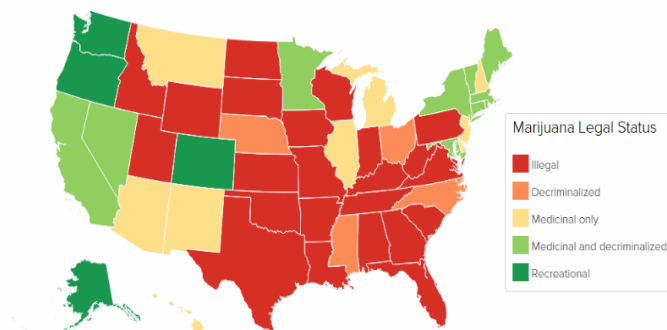 Marijuana Legal Status
Illegal
Decriminalized
Medicinal only
Medicinal and decriminalized
Recreational